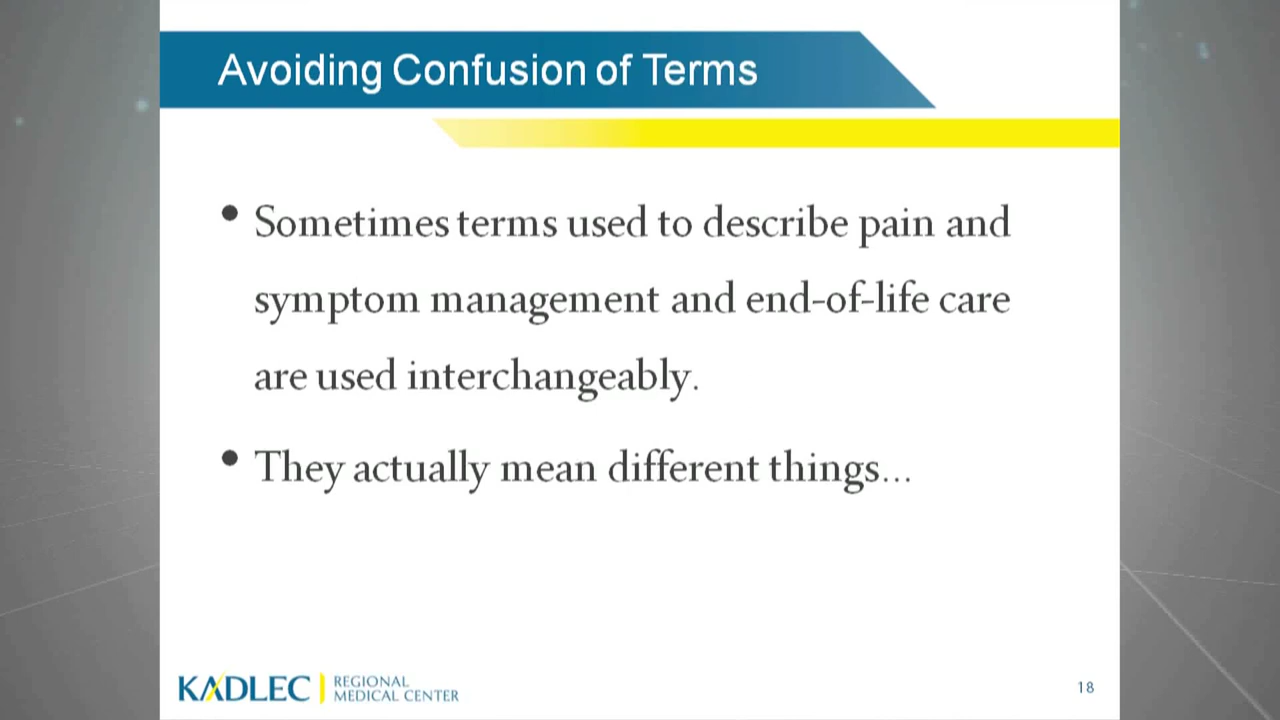 Avoiding Confusion of Terms
• Sometimes terms used to describe pain and
symptom management and end-of-life care
are used interchangeably.
• They actually mean different things...
KADLEC REGIONAL
MEDICAL CENTER
18